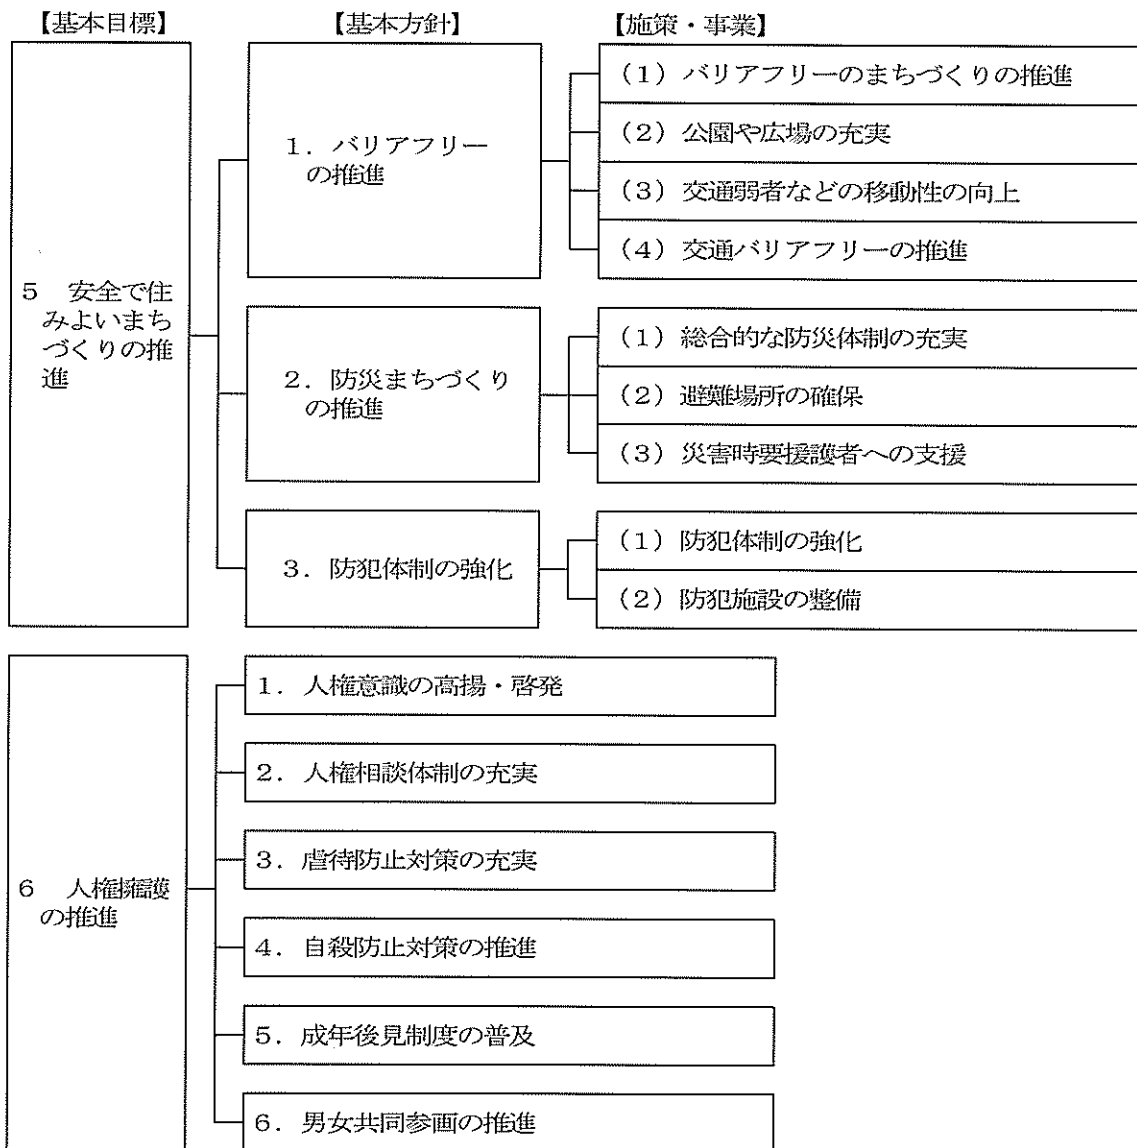 【基本目標】
【基本方針】
【施策・事業】
5 安全で住
みよいまち
づくりの推
進
1. バリアフリー
の推進
(1) バリアフリーのまちづくりの推進
(2) 公園や広場の充実
(3) 交通弱者などの移動性の向上
(4) 交通バリアフリーの推進
2. 防災まちづくり
の推進
(1) 総合的な防災体制の充実
(2) 避難場所の確保
(3) 災害時要援護者への支援
3. 防犯体制の強化
(1) 防犯体制の強化
(2) 防犯施設の整備
6 人権擁護
の推進
1. 人権意識の高揚・啓発
2. 人権相談体制の充実
3. 虐待防止対策の充実
4. 自殺防止対策の推進
5. 成年後見制度の普及
6. 男女共同参画の推進